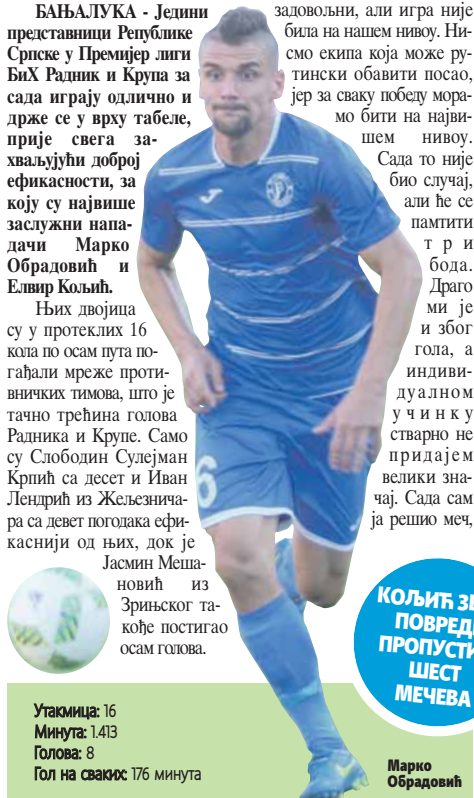 БАЊАЛУКА - Једини
представници Републике
Српске у Премијер лиги
БиХ Радник и Крупа за
сада играју одлично и
држе се у врху табеле,
прије свега за-
хваљујући доброј
ефикасности, за
коју су највише
заслужни напа-
дачи Марко
Обрадовић и
Елвир Кољић.
Њих двојица
су у протеклих 16
кола по осам пута по-
гађали мреже проти-
вничких тимова, што је
тачно трећина голова
Радника и Крупе. Само
су Слободин Сулејман
Крпић са десет и Иван
Лендрић из Жељезнича-
ра са девет погодака ефи-
каснији од њих, док је
Јасмин Меша-
новић из
Зрињског та-
кође постигао
осам голова.
задовољни, али игра није
била на нашем нивоу. Ни-
смо екипа која може ру-
тински обавити посао,
јер за сваку победу мора-
мо бити на најви-
шем нивоу.
Сада то није
био случај,
али ће се
памтити
три
бода.
Драго
ми је
и због
гола, а
индиви-
дуалном
учинку
стварно не
придајем
велики зна-
чај. Сада сам
ја решио меч,
6
КОЉИЋ
ПОВРЕД
ПРОПУСТИ
ШЕСТ
МЕЧЕВА
Утакмица: 16
Минута: 1.413
Голова: 8
Гол на сваких: 176 минута
Марко
Обрадовић